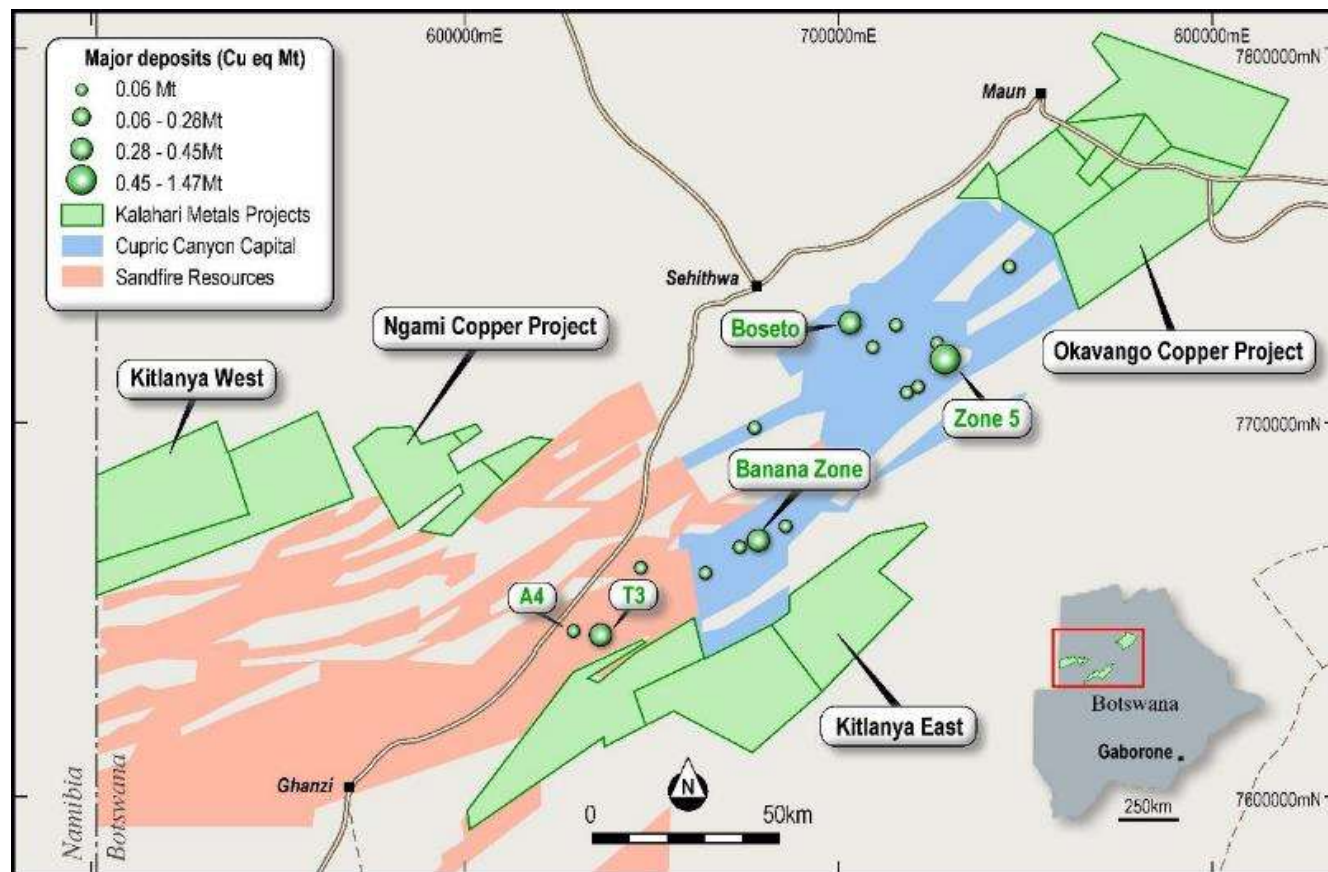 600000mE
700000mE
800000mE
7800000mN
Major deposits (Cu eq Mt)
0.06 Mt
0.06 - 0.28Mt
0.28 - 0.45Mt
0.45 - 1.47Mt
Kalahari Metals Projects
Cupric Canyon Capital
Sandfire Resources
Maun
Sehithwa
Ngami Copper Project
Boseto
Okavango Copper Project
Kitlanya West
Zone 5
7700000mN
Banana Zone
A4
T3
Kitlanya East
Botswana
Gaborone
250km
Ghanzi
N
0
50km
7600000mN
Namibia
Botswana